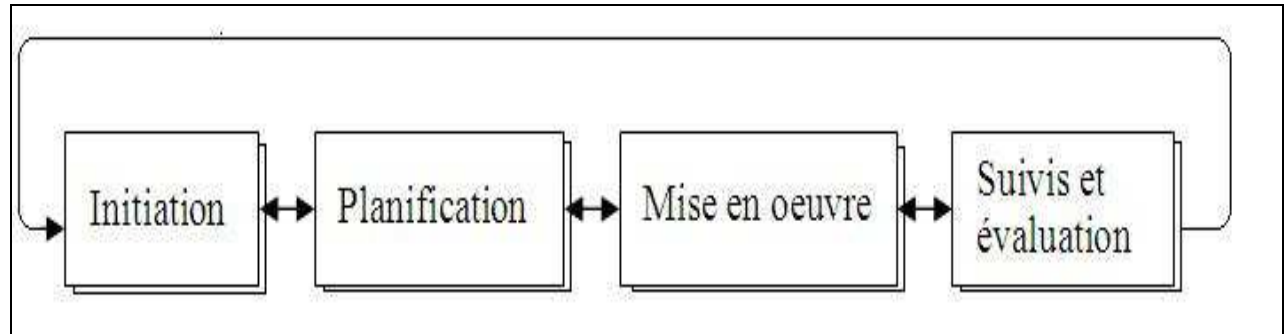 Initiation
Planification
Mise en oeuvre
Suivis et
évaluation